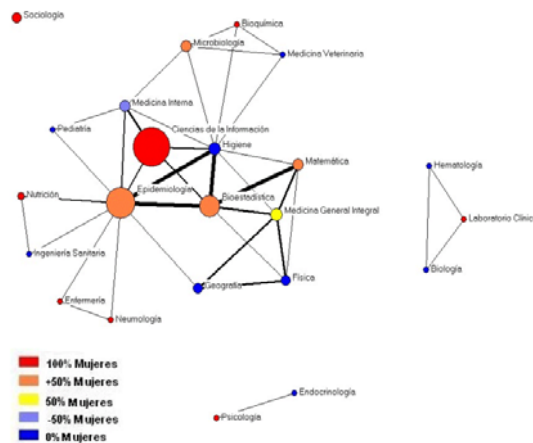 Sociología
Bioquímica
Microbiología
Medicina Veterinaria
Medicina Interna
Pediatría
Ciencias de la Información
Higiene
Matemática
Hematología
Nutrición
Epidemiología
Bioestadística
Medicina General Integral
Laboratorio Clínic
Ingeniería Sanitaria
Geografía
Física
Biología
Enfermería
Neumología
100% Mujeres
+50% Mujeres
50% Mujeres
-50% Mujeres
0% Mujeres
Endocrinología
Psicología